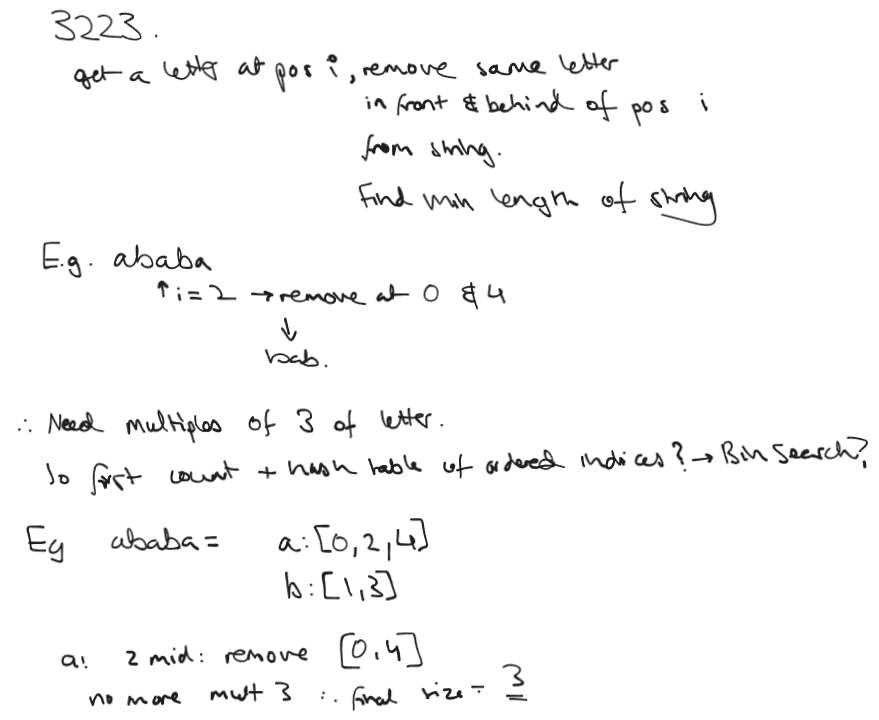 3223.
get a letter at pos i, remove same letter
in front & behind of pos i
from string.
Find min length of string
E.g. ababa
↑ i = 2 → remove at 0 & 4
↓
bab.
∴ Need multiples of 3 of letter.
So first count + hash table of ordered indices? → Bin Search?
Eg ababa = a: [0, 2, 4]
b: [1, 3]
a: 2 mid: remove [0, 4]
no more mult 3 ∴ final size = 3